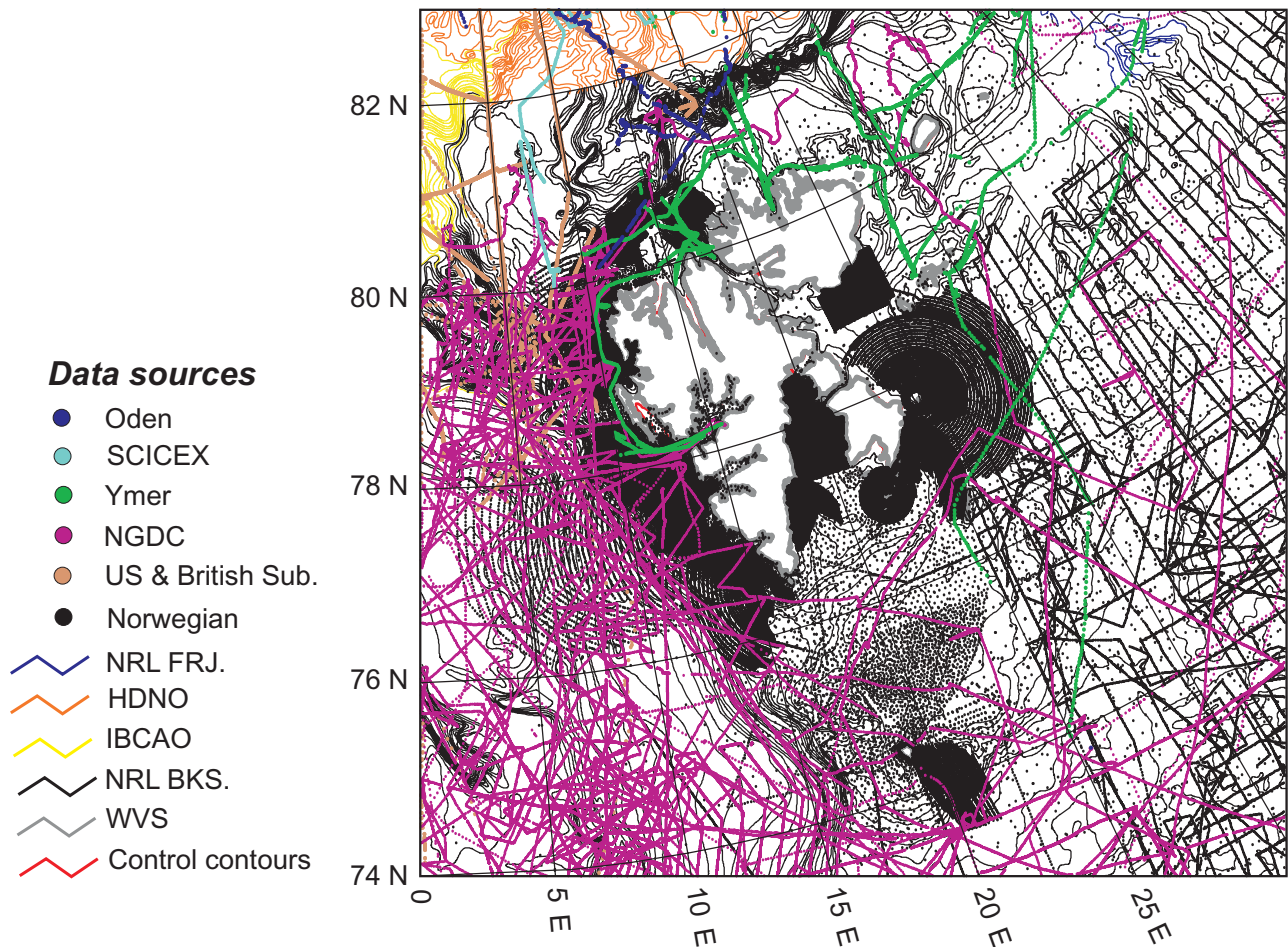 82 N
80 N
78 N
76 N
74 N
Data sources
Oden
SCICEX
Ymer
NGDC
US & British Sub.
Norwegian
NRL FRJ.
HDNO
IBCAO
NRL BKS.
WVS
Control contours
0
5 E
10 E
15 E
20 E
25 E